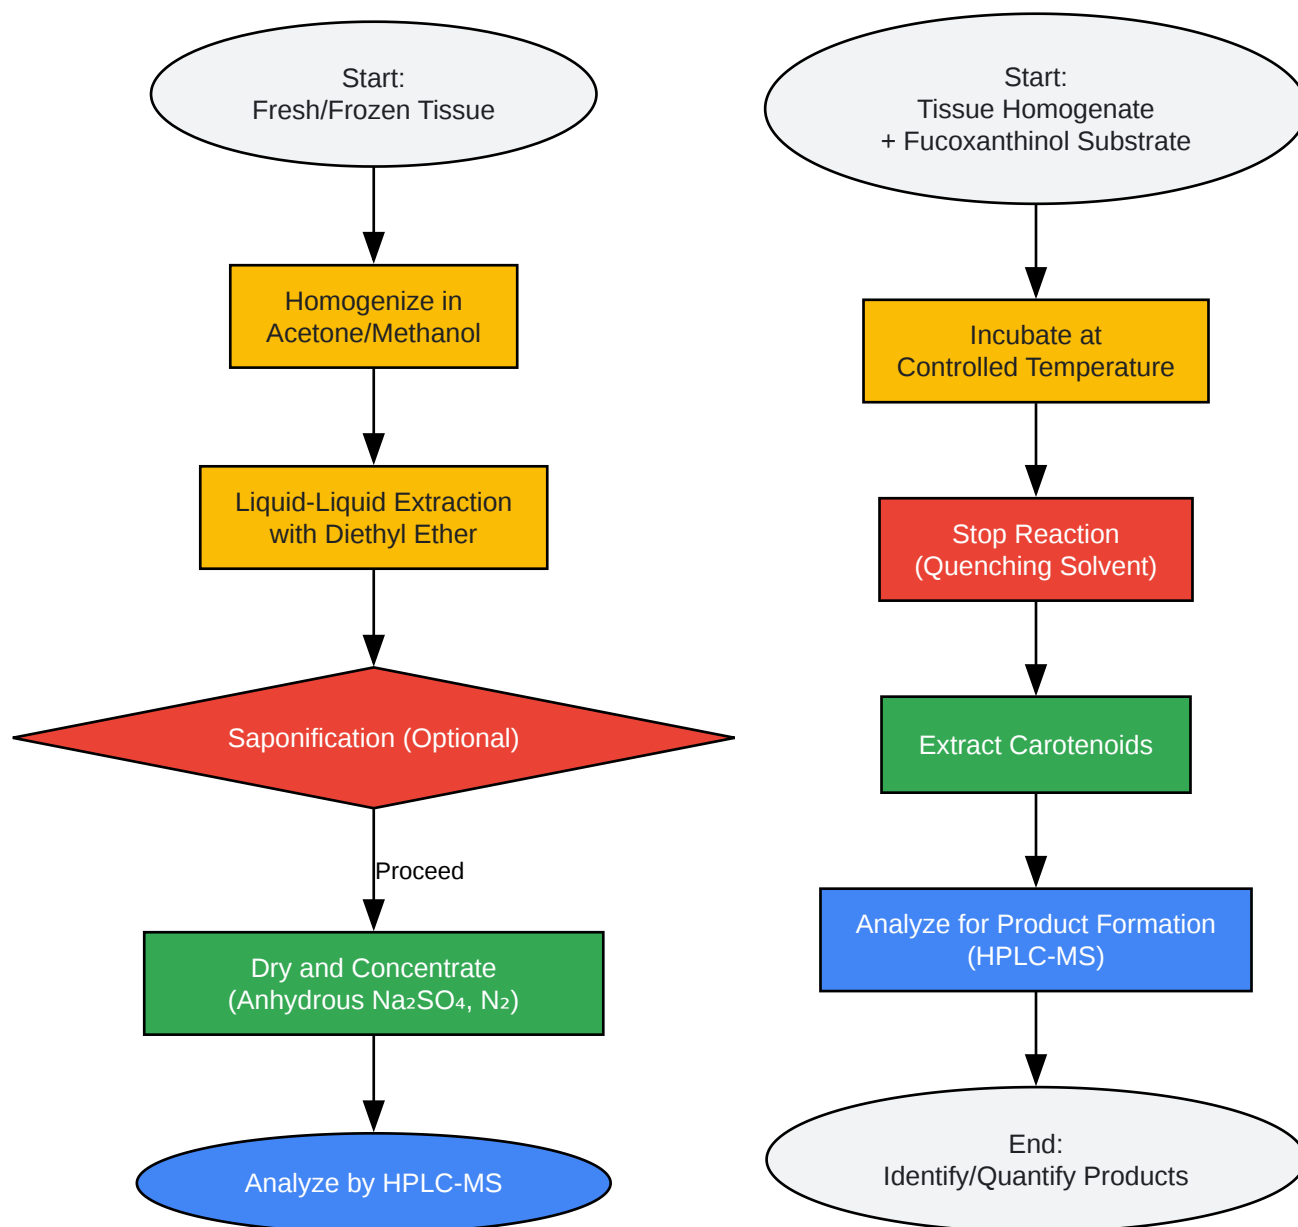 Start:
Fresh/Frozen Tissue
Homogenize in
Acetone/Methanol
Liquid-Liquid Extraction
with Diethyl Ether
Saponification (Optional)
Proceed
Dry and Concentrate
(Anhydrous Na₂SO₄, N₂)
Analyze by HPLC-MS
Start:
Tissue Homogenate
+ Fucoxanthinol Substrate
Incubate at
Controlled Temperature
Stop Reaction
(Quenching Solvent)
Extract Carotenoids
Analyze for Product Formation
(HPLC-MS)
End:
Identify/Quantify Products